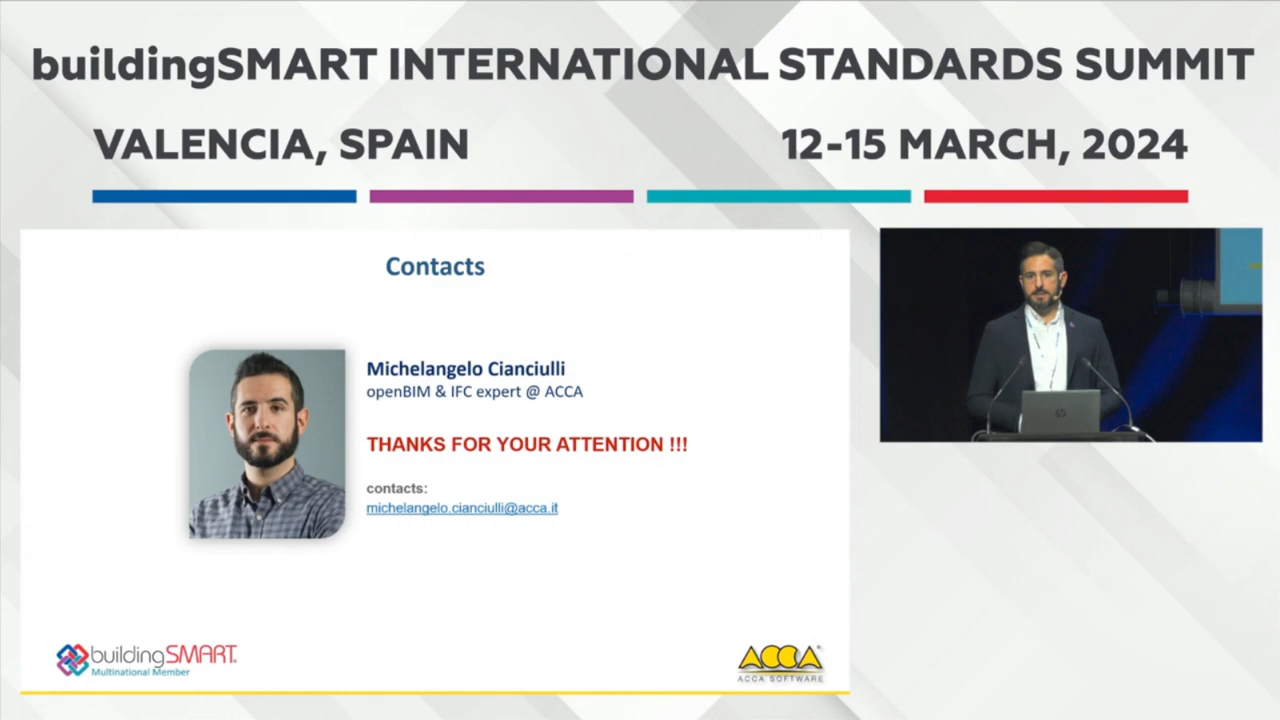 buildingSMART INTERNATIONAL STANDARDS SUMMIT
VALENCIA, SPAIN
12-15 MARCH, 2024
Contacts
Michelangelo Cianciulli
openBIM & IFC expert @ ACCA
THANKS FOR YOUR ATTENTION !!!
contacts:
michelangelo.cianciulli@acca.it
buildingSMART
Multinational Member
ACCA
ACCA SOFTWARE
hp